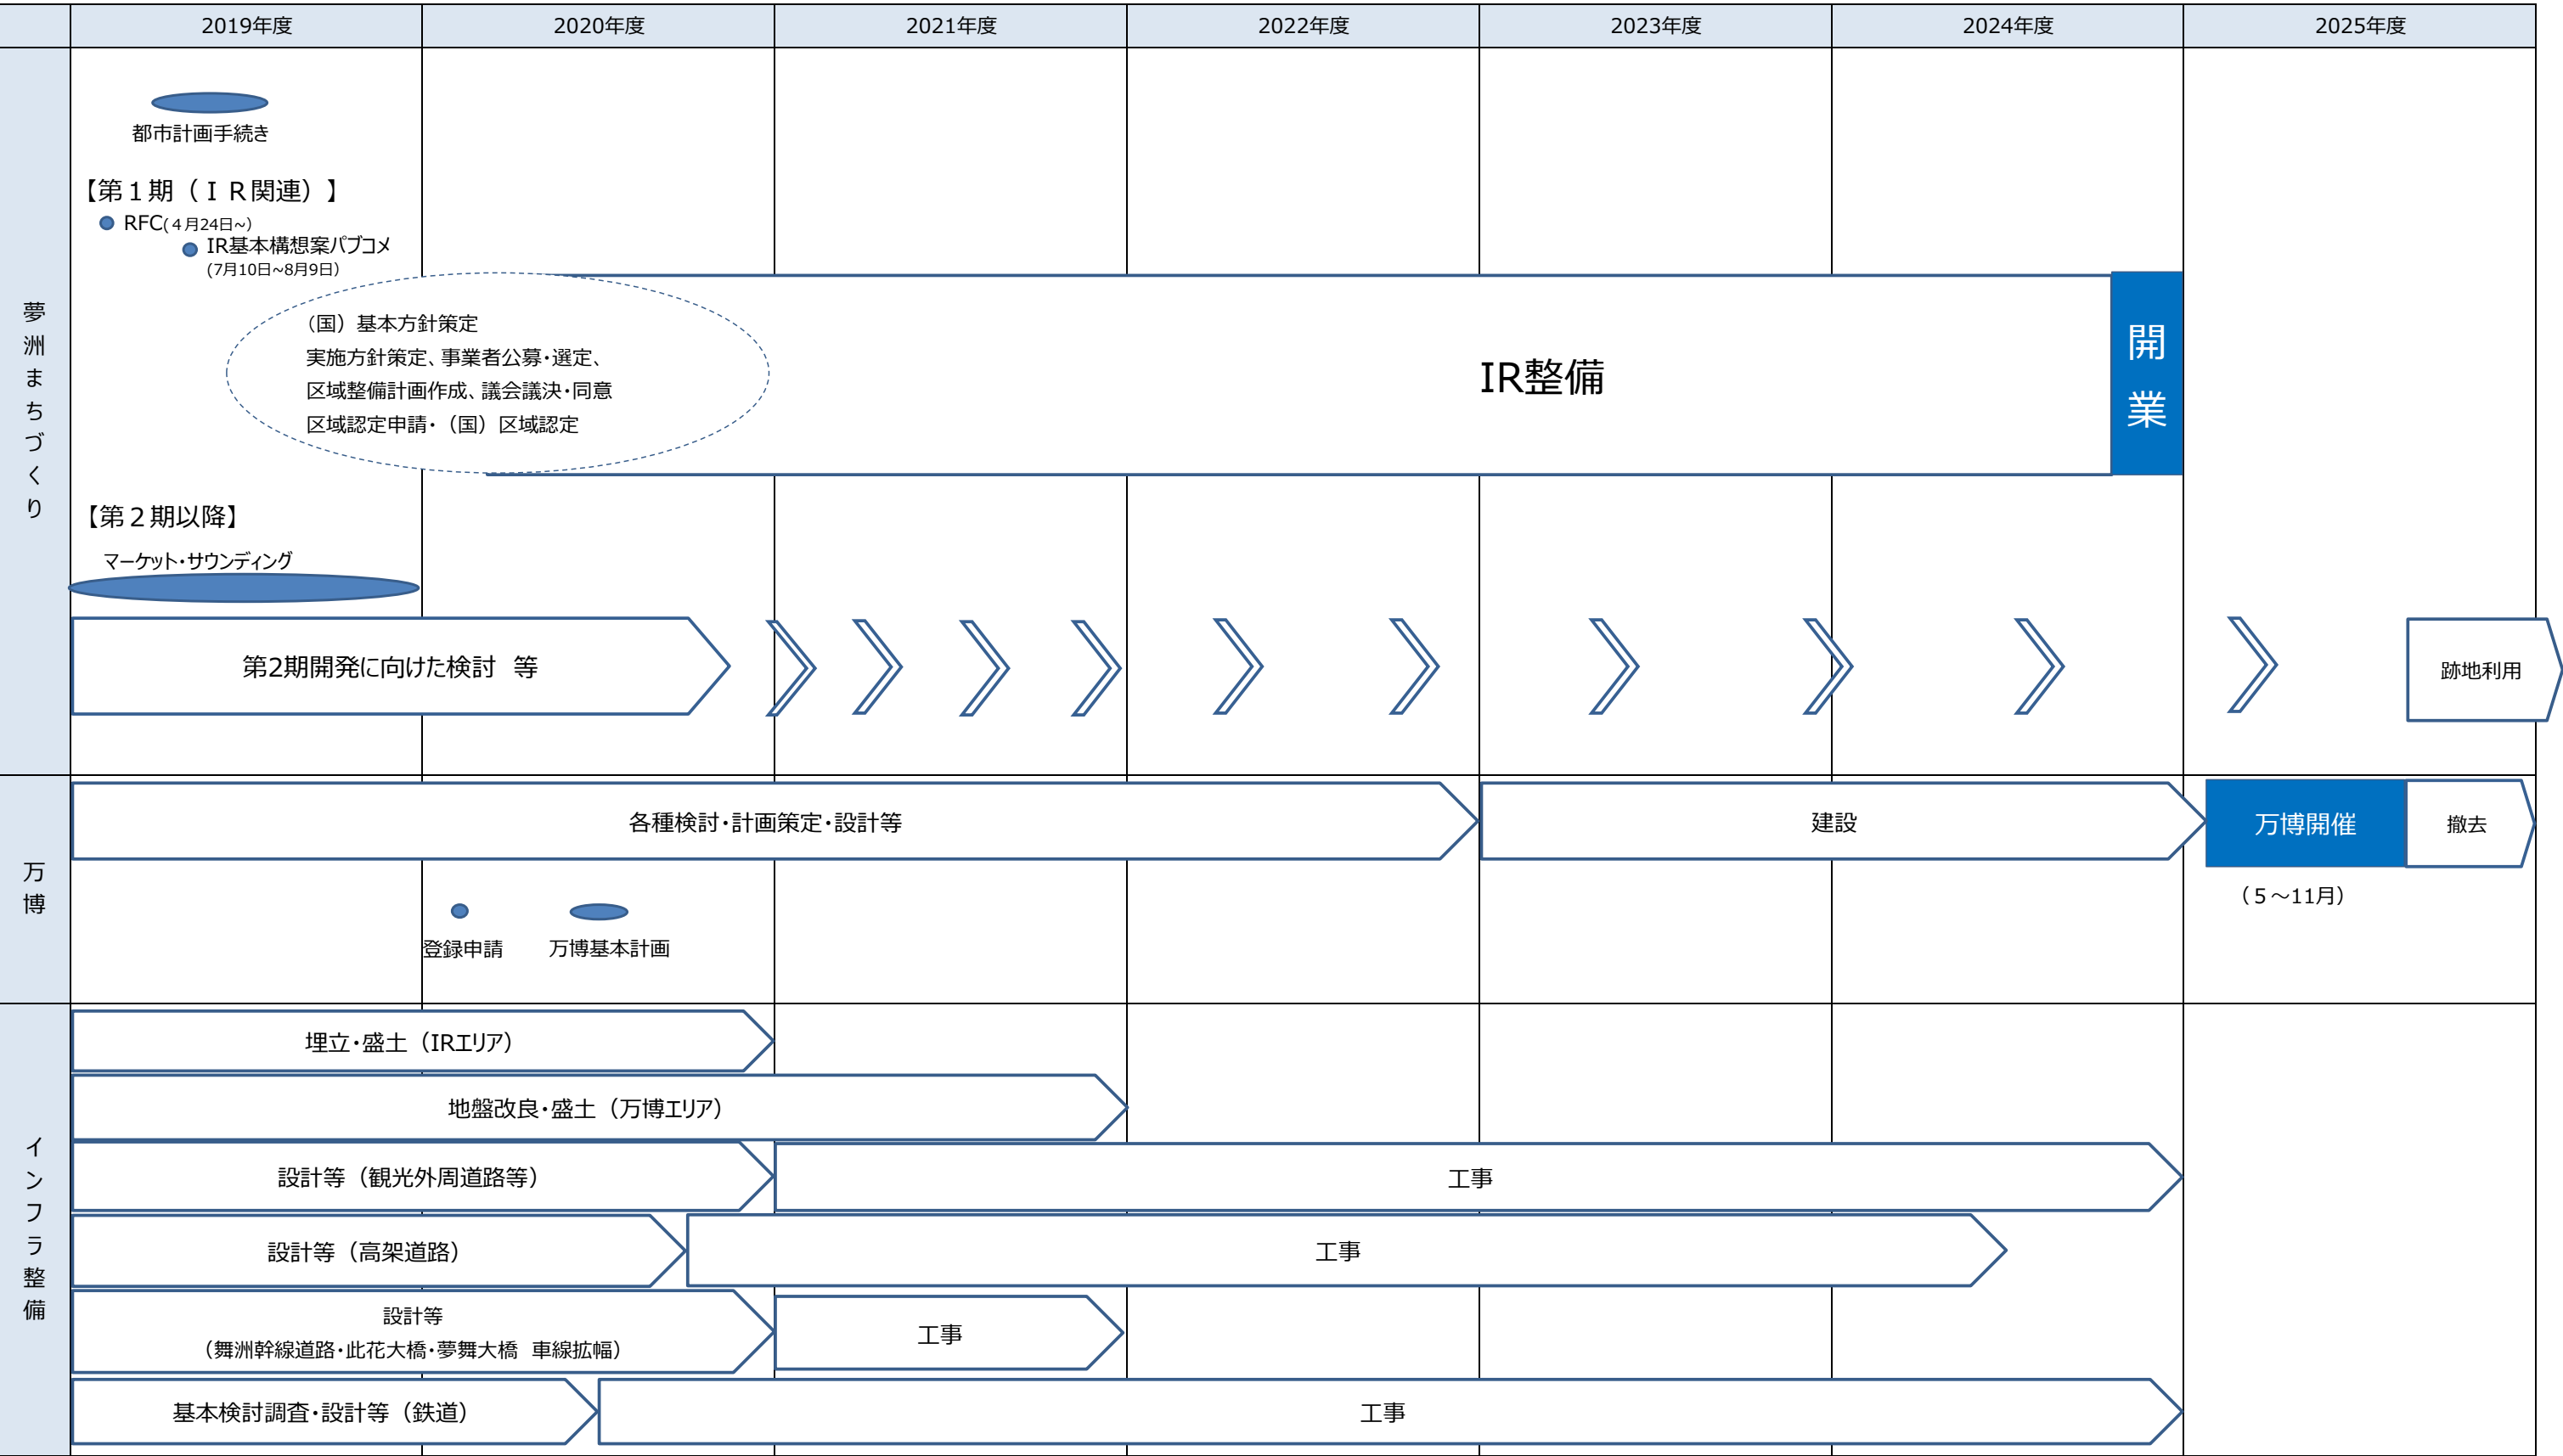 2019年度
2020年度
2021年度
2022年度
2023年度
2024年度
2025年度
夢洲まちづくり
都市計画手続き
【第１期（ＩＲ関連）】
RFC(４月24日~)
IR基本構想案パブコメ
(7月10日~8月9日)
（国）基本方針策定
実施方針策定、事業者公募・選定、
区域整備計画作成、議会議決・同意
区域認定申請・（国）区域認定
IR整備
開業
【第２期以降】
マーケット・サウンディング
第2期開発に向けた検討　等
跡地利用
万博
各種検討・計画策定・設計等
建設
万博開催
撤去
（５～11月）
登録申請
万博基本計画
インフラ整備
埋立・盛土（IRエリア）
地盤改良・盛土（万博エリア）
設計等（観光外周道路等）
工事
設計等（高架道路）
工事
設計等
（舞洲幹線道路・此花大橋・夢舞大橋　車線拡幅）
工事
基本検討調査・設計等（鉄道）
工事